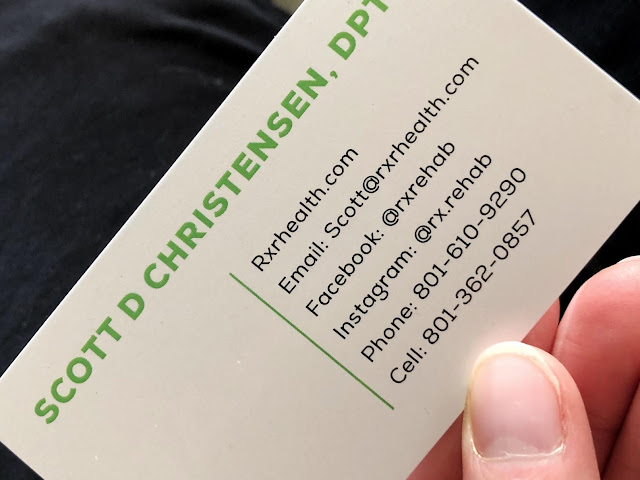 SCOTT D CHRISTENSEN, DPT
Rxrhealth.com
Email: Scott@rxrhealth.com
Facebook: @rxrehab
Instagram: @rx.rehab
Phone: 801-610-9290
Cell: 801-362-0857